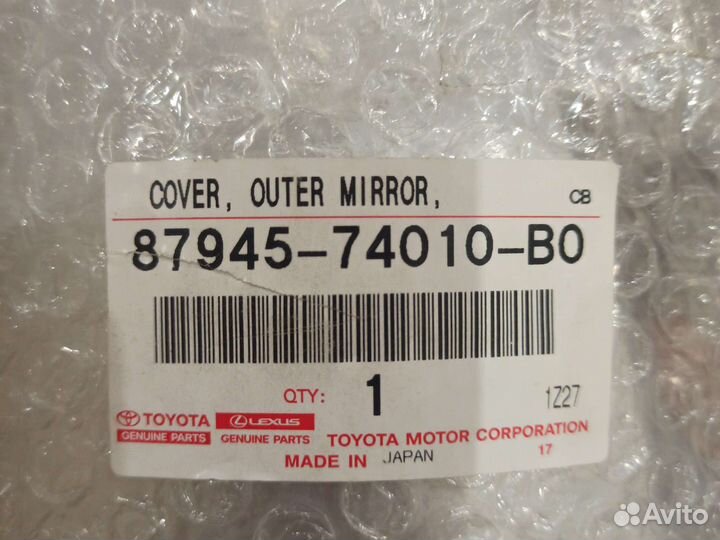 COVER, OUTER MIRROR, CB
87945-74010-B0
QTY: 1 1Z27
TOYOTA LEXUS
GENUINE PARTS GENUINE PARTS TOYOTA MOTOR CORPORATION
MADE IN JAPAN 17
Avito